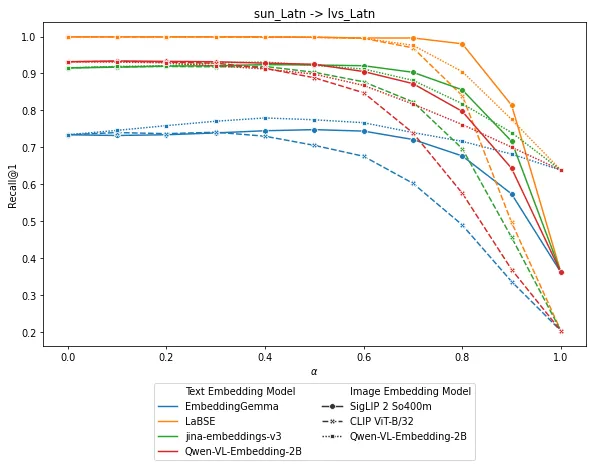 sun_Latn -> lvs_Latn
1.0
0.9
0.8
0.7
0.6
0.5
0.4
0.3
0.2
Recall@1
0.0 0.2 0.4 0.6 0.8 1.0
α
Text Embedding Model Image Embedding Model
EmbeddingGemma SigLIP 2 So400m
LaBSE CLIP ViT-B/32
jina-embeddings-v3 Qwen-VL-Embedding-2B
Qwen-VL-Embedding-2B